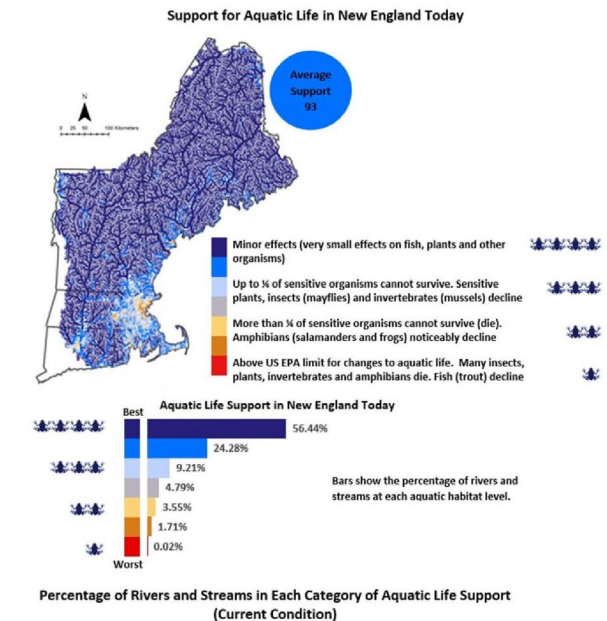 Support for Aquatic Life in New England Today
Average
Support
93
N
0 25 50 100 Kilometers
Minor effects (very small effects on fish, plants and other
organisms)
Up to ¼ of sensitive organisms cannot survive. Sensitive
plants, insects (mayflies) and invertebrates (mussels) decline
More than ¼ of sensitive organisms cannot survive (die).
Amphibians (salamanders and frogs) noticeably decline
Above US EPA limit for changes to aquatic life. Many insects,
plants, invertebrates and amphibians die. Fish (trout) decline
Aquatic Life Support in New England Today
Best
56.44%
24.28%
9.21%
4.79%
3.55%
1.71%
0.02%
Worst
Bars show the percentage of rivers and
streams at each aquatic habitat level.
Percentage of Rivers and Streams in Each Category of Aquatic Life Support
(Current Condition)